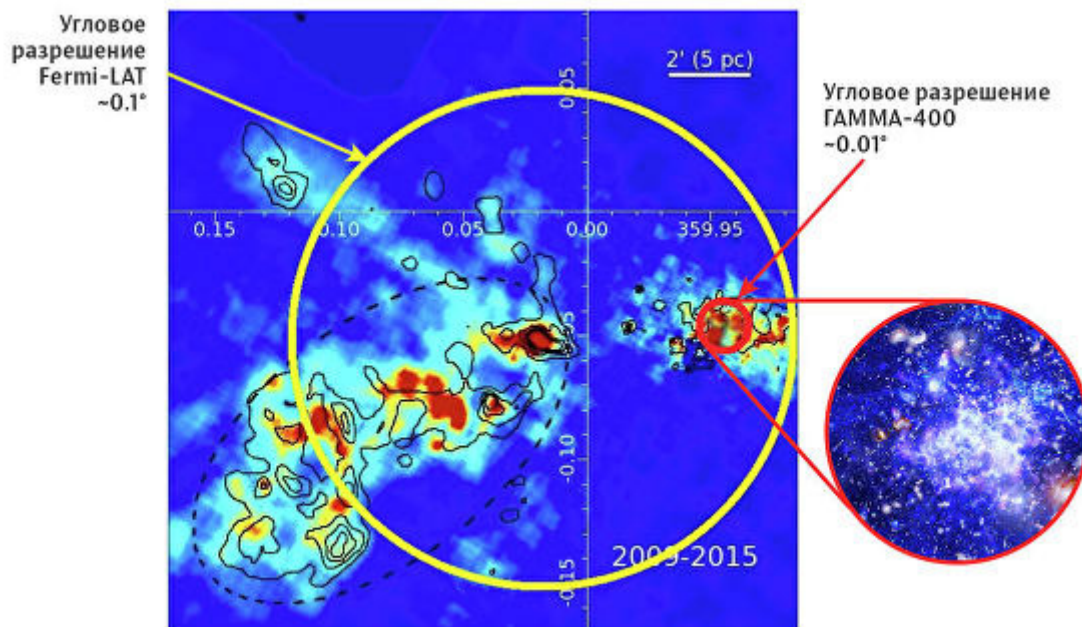 Угловое
разрешение
Fermi-LAT
~0.1°
2' (5 pc)
Угловое разрешение
ГАММА-400
~0.01°
0.05
0.15
0.10
0.05
0.00
359.95
-0.10
-0.15
2009-2015